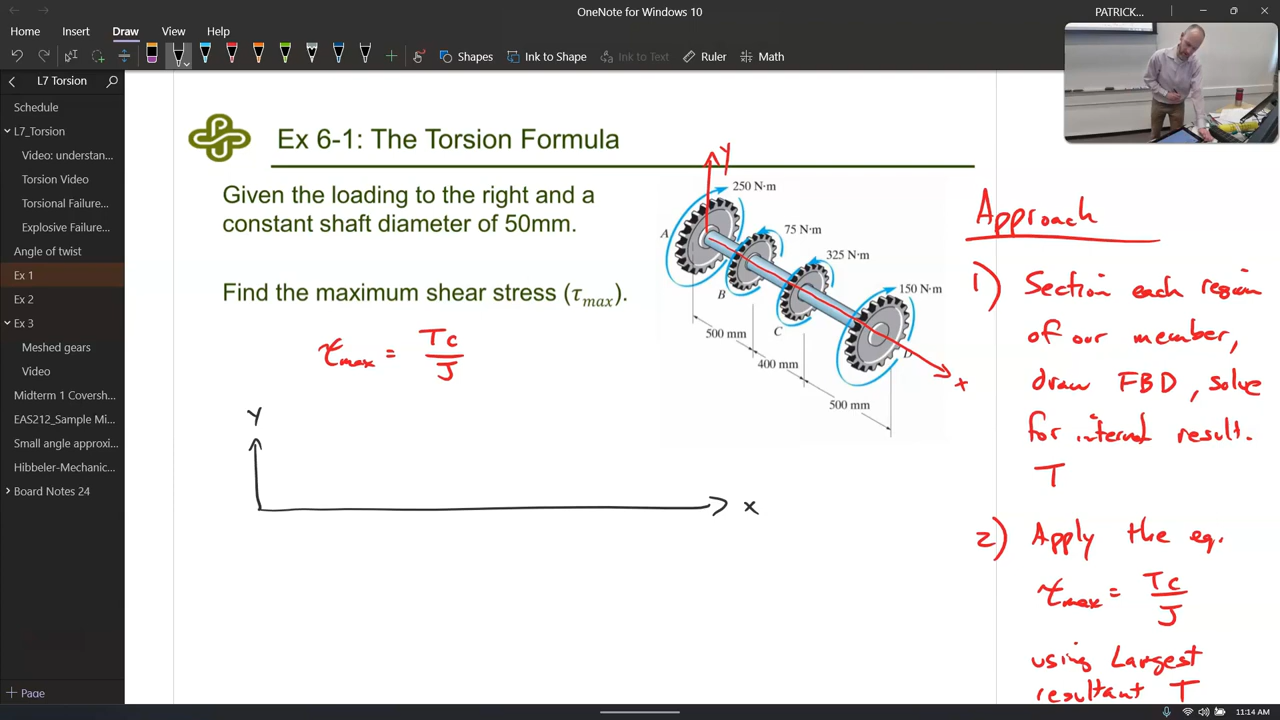 OneNote for Windows 10
PATRICK...
Home
Insert
Draw
View
Help
Shapes
Ink to Shape
Ink to Text
Ruler
Math
L7 Torsion
Schedule
L7_Torsion
Video: understan...
Torsion Video
Torsional Failure...
xplosive Failure...
Angle of twist
Ex 1
Ex 2
Ex 3
Meshed gears
Video
Midterm 1 Coversh...
EAS212_Sample Mi...
Small angle approxi...
Hibbeler-Mechanic...
Board Notes 24
Page
Ex 6-1: The Torsion Formula
Given the loading to the right and a
constant shaft diameter of 50mm.
Find the maximum shear stress (τmax).
τmax = Tc/J
Y
X
Y
250 N·m
A
75 N·m
325 N·m
B
150 N·m
C
500 mm
D
400 mm
x
500 mm
Approach
1) Section each region
of our member,
draw FBD, solve
for internal result.
T
2) Apply the eq.
τmax = Tc/J
using Largest
resultant T
11:14 AM